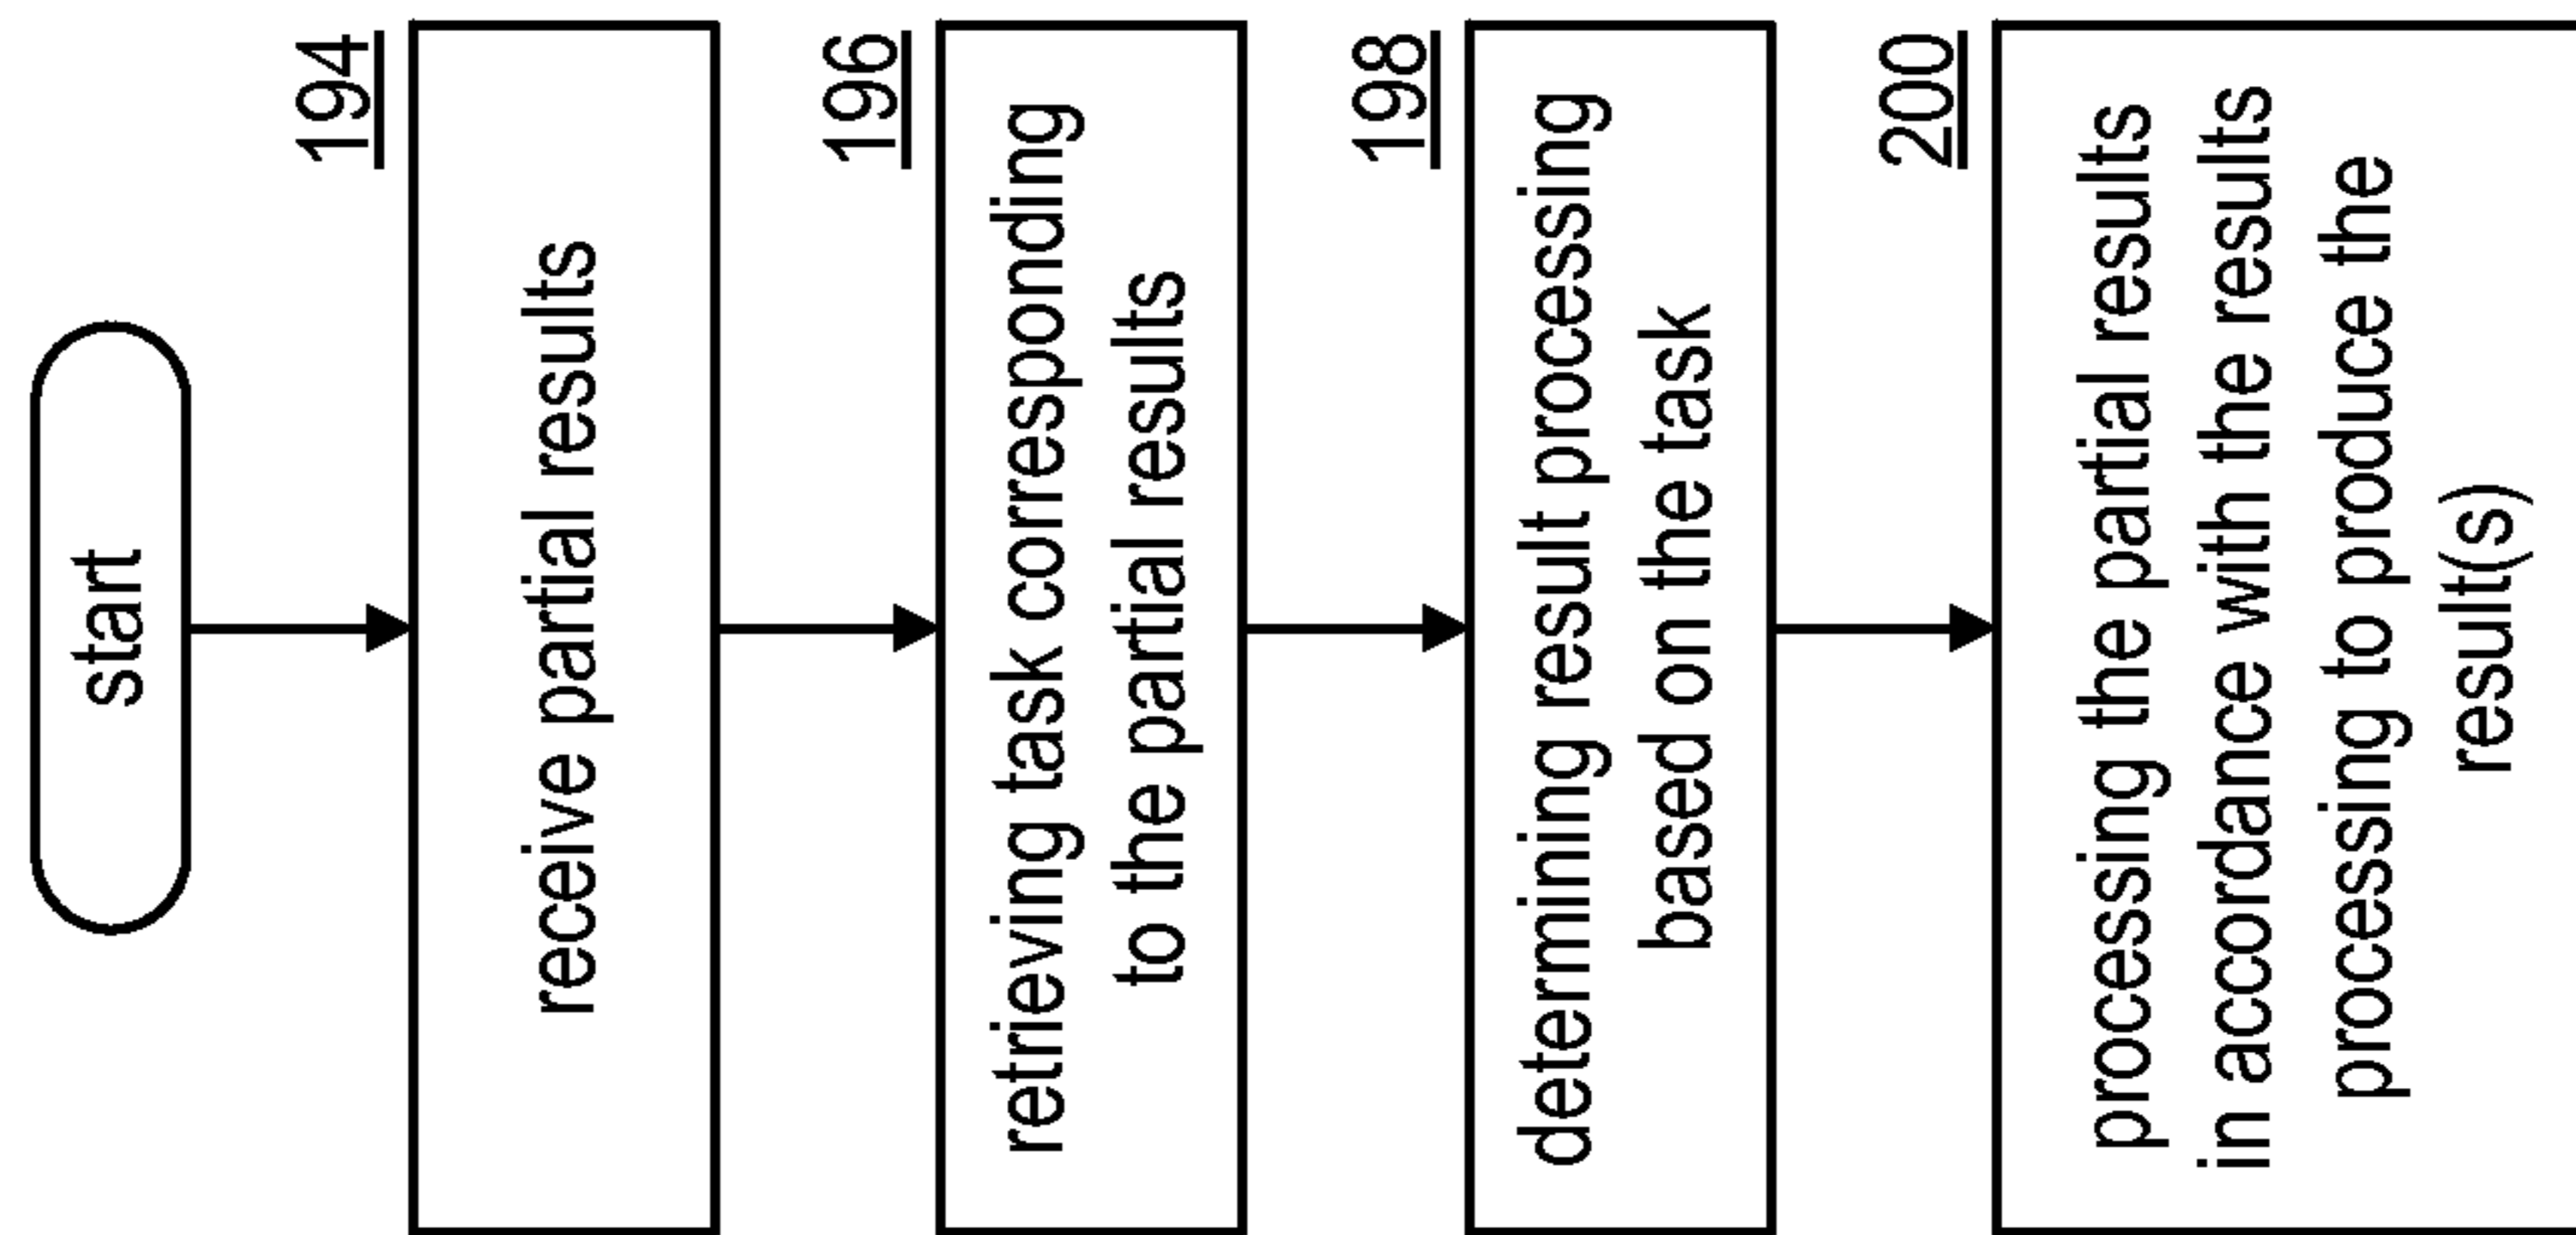 start
194
receive partial results
196
retrieving task corresponding
to the partial results
198
determining result processing
based on the task
200
processing the partial results
in accordance with the results
processing to produce the
result(s)